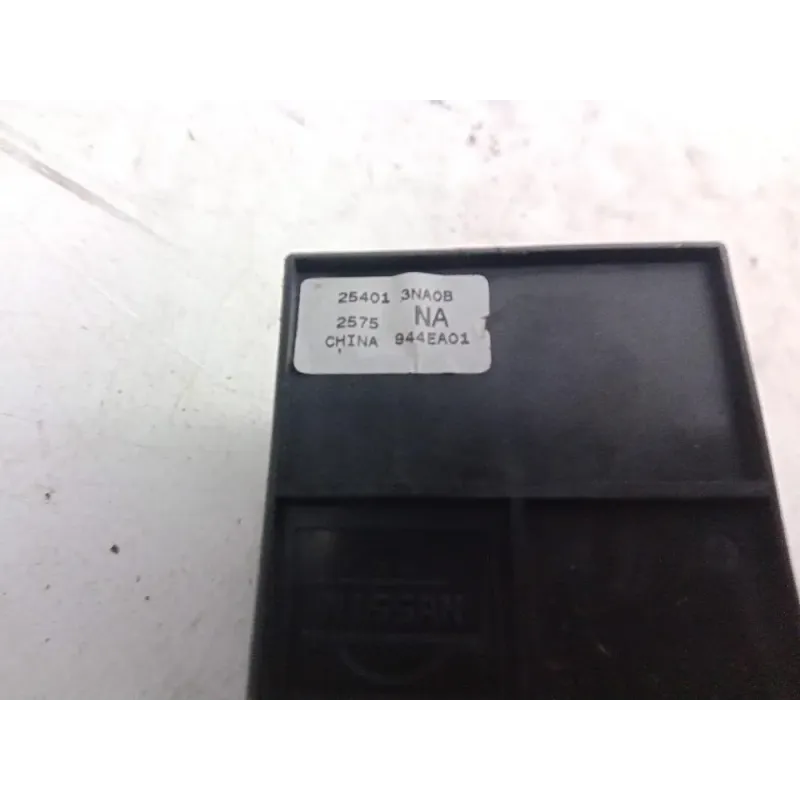 25401 3NA0B
2575 NA
CHINA 944EA01
NISSAN